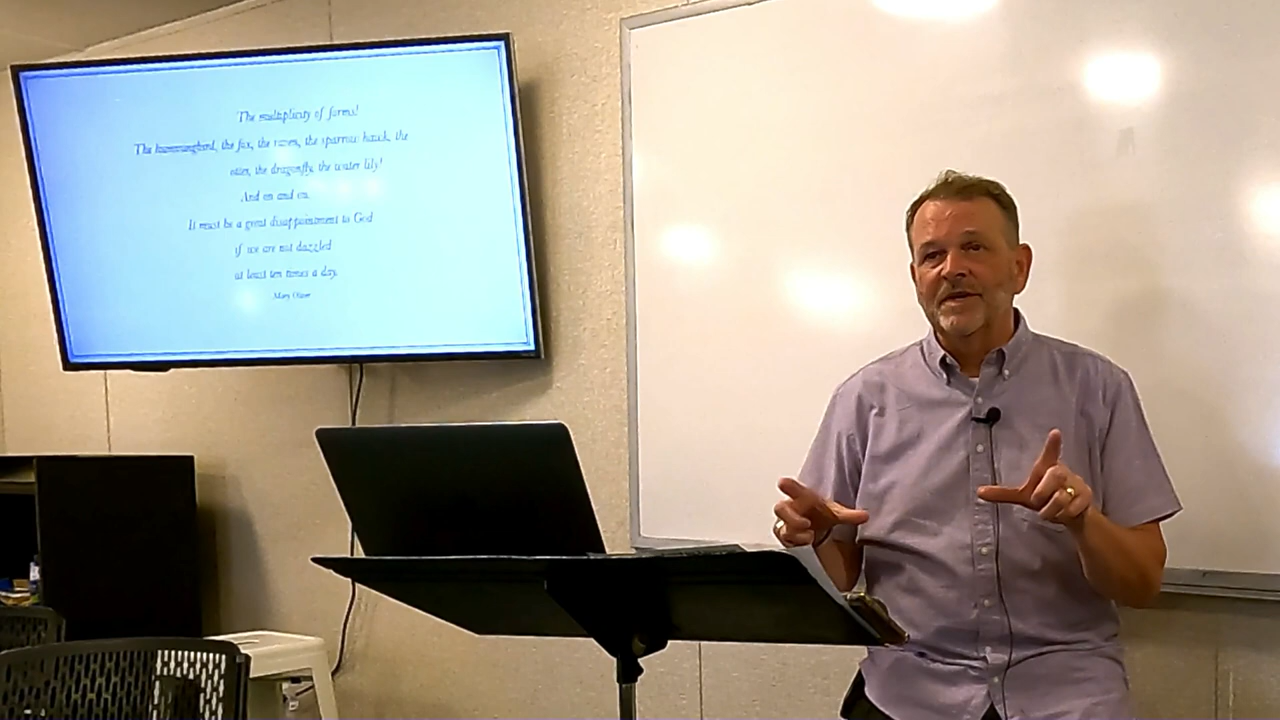 The multiplicity of forms!
The hummingbird, the fox, the raven, the sparrow hawk, the
otter, the dragonfly, the water lily!
And on and on.
It must be a great disappointment to God
if we are not dazzled
at least ten times a day.
Mary Oliver